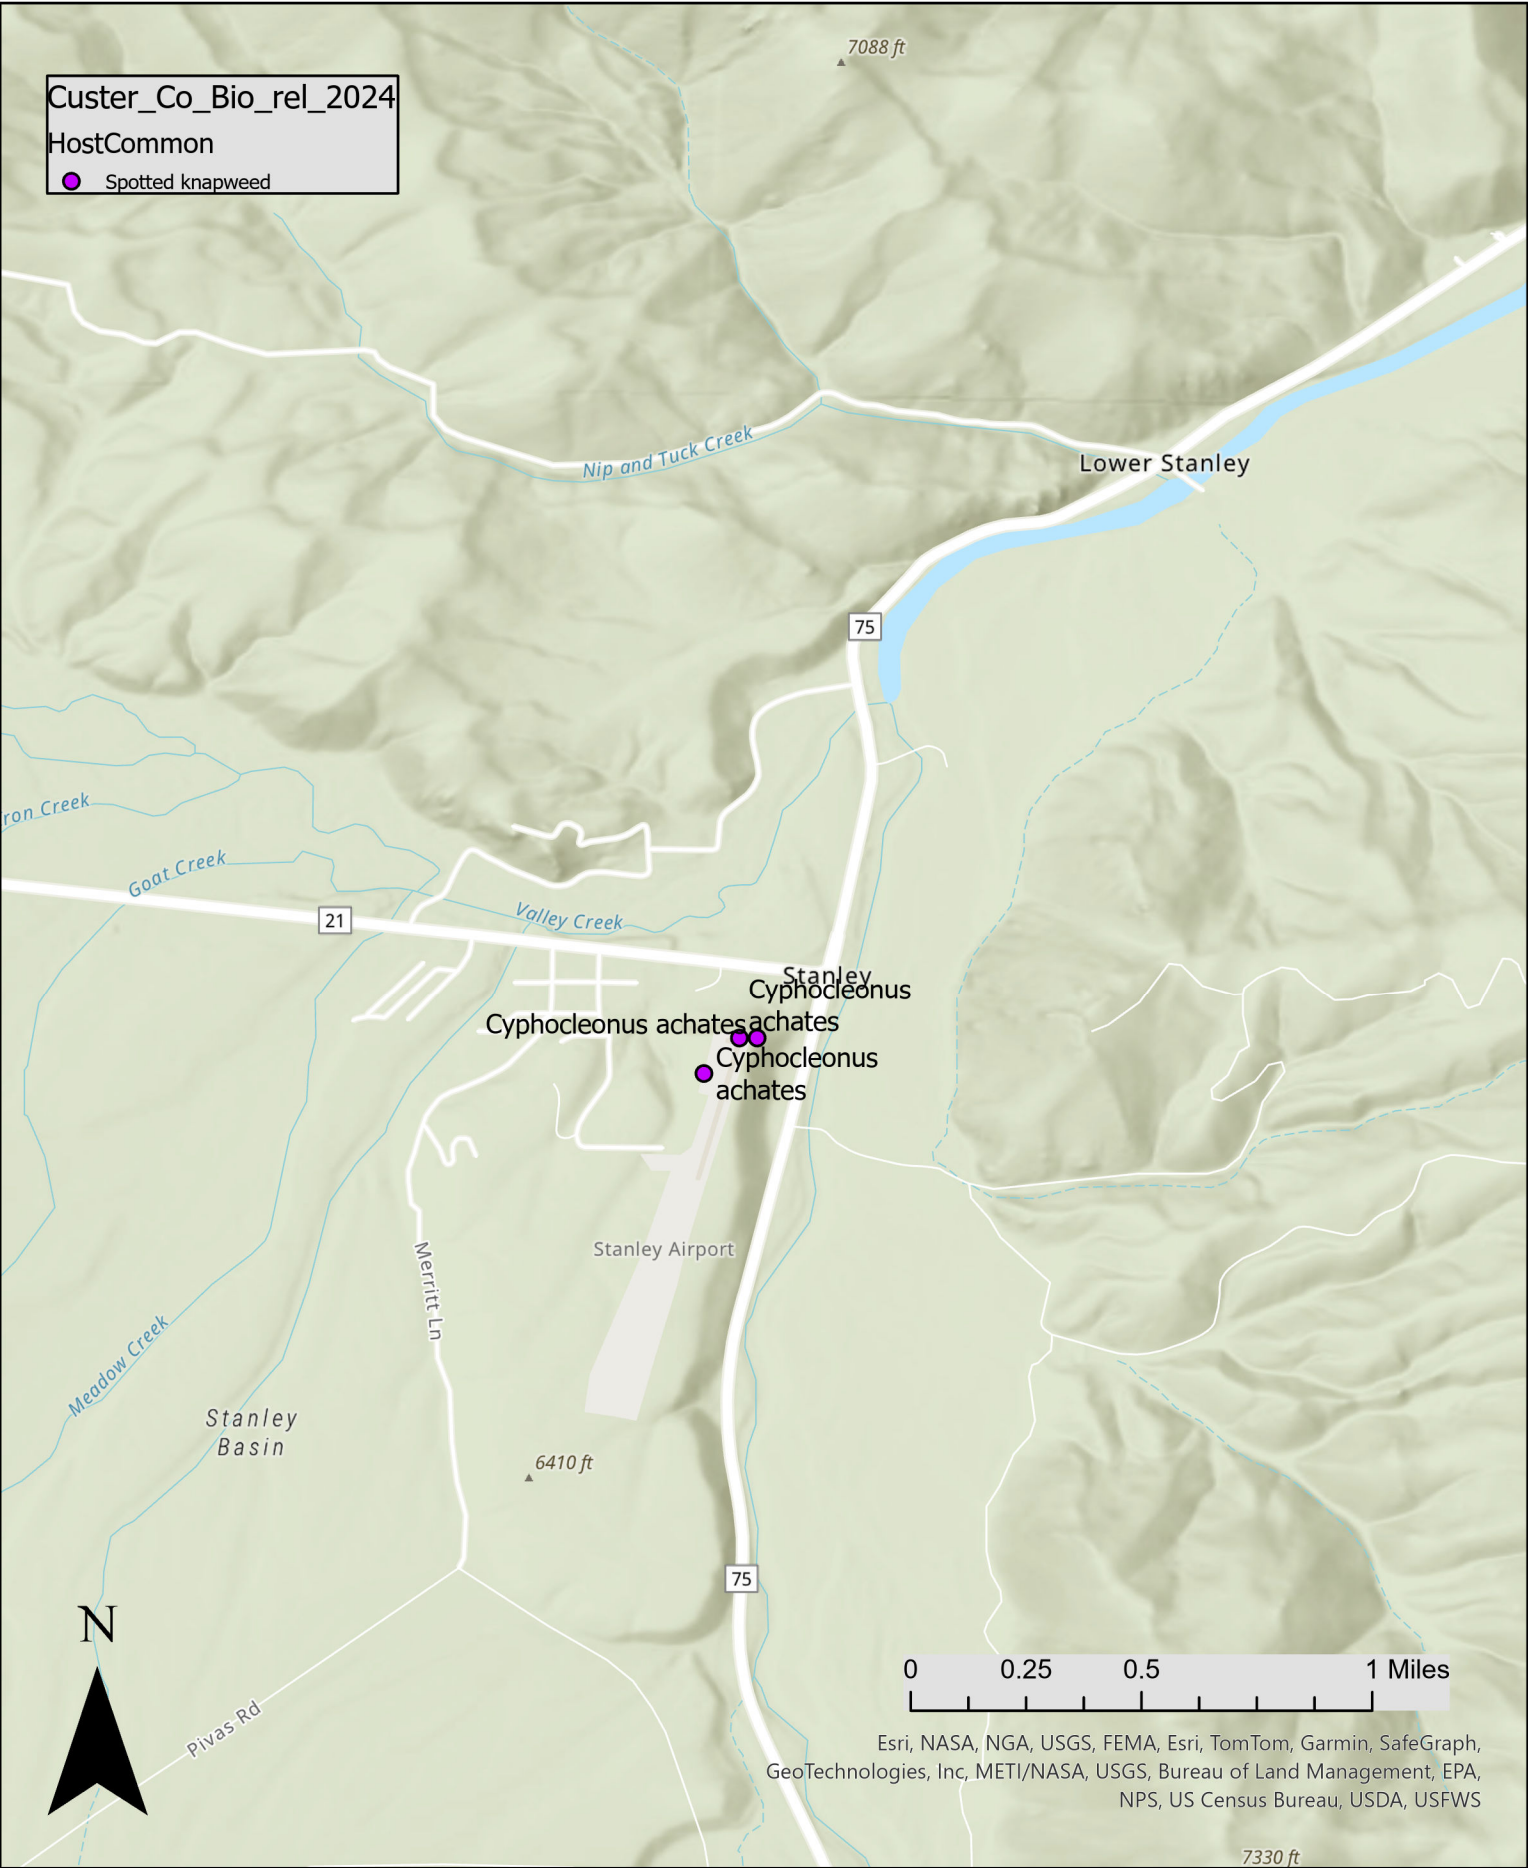 7088 ft
Custer_Co_Bio_rel_2024
HostCommon
Spotted knapweed
Nip and Tuck Creek
Lower Stanley
75
ron Creek
Goat Creek
21
Valley Creek
Stanley
Cyphocleonus
achates
Cyphocleonus achates
Cyphocleonus
achates
Stanley Airport
Merritt Ln
Meadow Creek
Stanley
Basin
6410 ft
75
N
Pivas Rd
0 0.25 0.5 1 Miles
Esri, NASA, NGA, USGS, FEMA, Esri, TomTom, Garmin, SafeGraph,
GeoTechnologies, Inc, METI/NASA, USGS, Bureau of Land Management, EPA,
NPS, US Census Bureau, USDA, USFWS
7330 ft